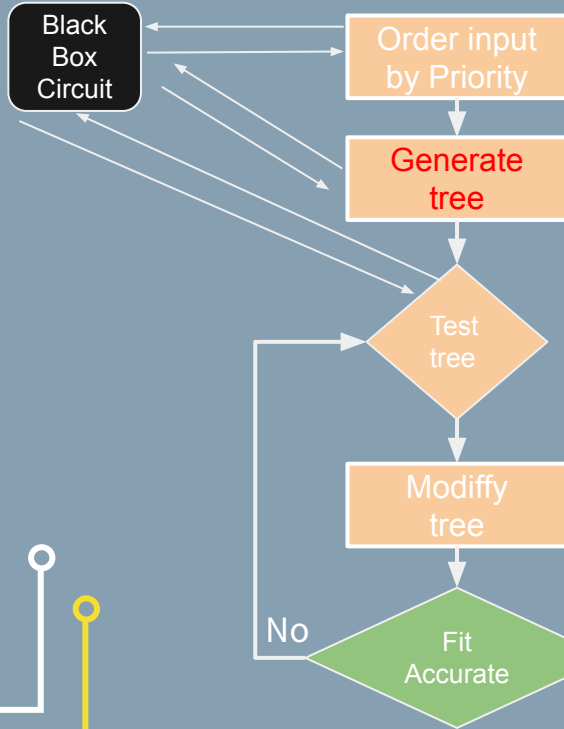 Black
Box
Circuit
Order input
by Priority
Generate
tree
Test
tree
Modiffy
tree
No
Fit
Accurate